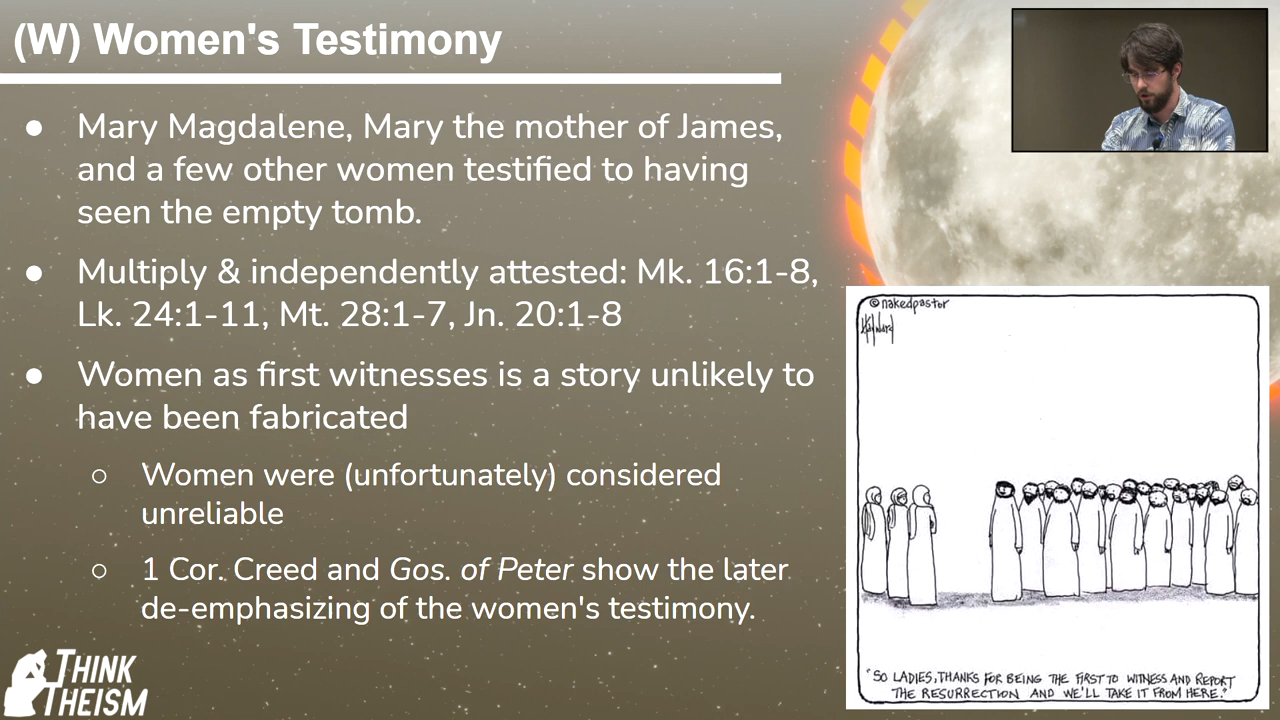 (W) Women's Testimony
● Mary Magdalene, Mary the mother of James,
and a few other women testified to having
seen the empty tomb.
● Multiply & independently attested: Mk. 16:1-8,
Lk. 24:1-11, Mt. 28:1-7, Jn. 20:1-8
● Women as first witnesses is a story unlikely to
have been fabricated
○ Women were (unfortunately) considered
unreliable
○ 1 Cor. Creed and Gos. of Peter show the later
de-emphasizing of the women's testimony.
©nakedpastor
"SO LADIES, THANKS FOR BEING THE FIRST TO WITNESS AND REPORT
THE RESURRECTION AND WE'LL TAKE IT FROM HERE."
THINK
THEISM